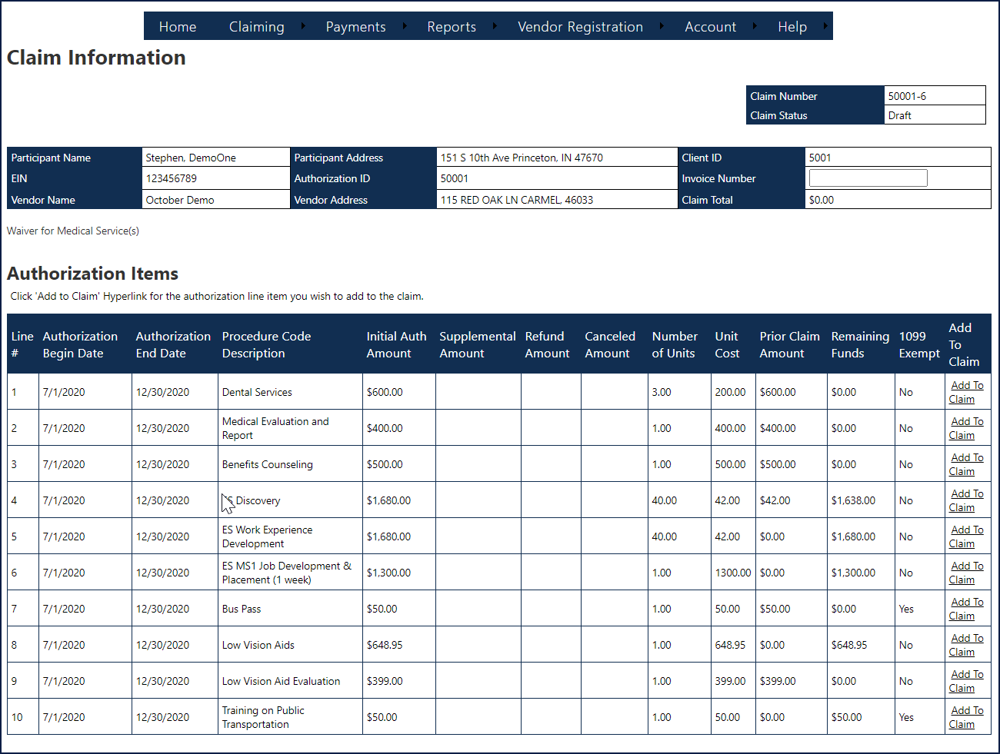 Home Claiming Payments Reports Vendor Registration Account Help
Claim Information
Claim Number 50001-6
Claim Status Draft
Participant Name Stephen, DemoOne Participant Address 151 S 10th Ave Princeton, IN 47670 Client ID 5001
EIN 123456789 Authorization ID 50001 Invoice Number
Vendor Name October Demo Vendor Address 115 RED OAK LN CARMEL, 46033 Claim Total $0.00
Waiver for Medical Service(s)
Authorization Items
Click 'Add to Claim' Hyperlink for the authorization line item you wish to add to the claim.
Line # Authorization Begin Date Authorization End Date Procedure Code Description Initial Auth Amount Supplemental Amount Refund Amount Canceled Amount Number of Units Unit Cost Prior Claim Amount Remaining Funds 1099 Exempt Add To Claim
1 7/1/2020 12/30/2020 Dental Services $600.00 3.00 200.00 $600.00 $0.00 No Add To Claim
2 7/1/2020 12/30/2020 Medical Evaluation and Report $400.00 1.00 400.00 $400.00 $0.00 No Add To Claim
3 7/1/2020 12/30/2020 Benefits Counseling $500.00 1.00 500.00 $500.00 $0.00 No Add To Claim
4 7/1/2020 12/30/2020 Discovery $1,680.00 40.00 42.00 $42.00 $1,638.00 No Add To Claim
5 7/1/2020 12/30/2020 ES Work Experience Development $1,680.00 40.00 42.00 $0.00 $1,680.00 No Add To Claim
6 7/1/2020 12/30/2020 ES MS1 Job Development & Placement (1 week) $1,300.00 1.00 1300.00 $0.00 $1,300.00 No Add To Claim
7 7/1/2020 12/30/2020 Bus Pass $50.00 1.00 50.00 $50.00 $0.00 Yes Add To Claim
8 7/1/2020 12/30/2020 Low Vision Aids $648.95 1.00 648.95 $0.00 $648.95 No Add To Claim
9 7/1/2020 12/30/2020 Low Vision Aid Evaluation $399.00 1.00 399.00 $399.00 $0.00 No Add To Claim
10 7/1/2020 12/30/2020 Training on Public Transportation $50.00 1.00 50.00 $0.00 $50.00 Yes Add To Claim